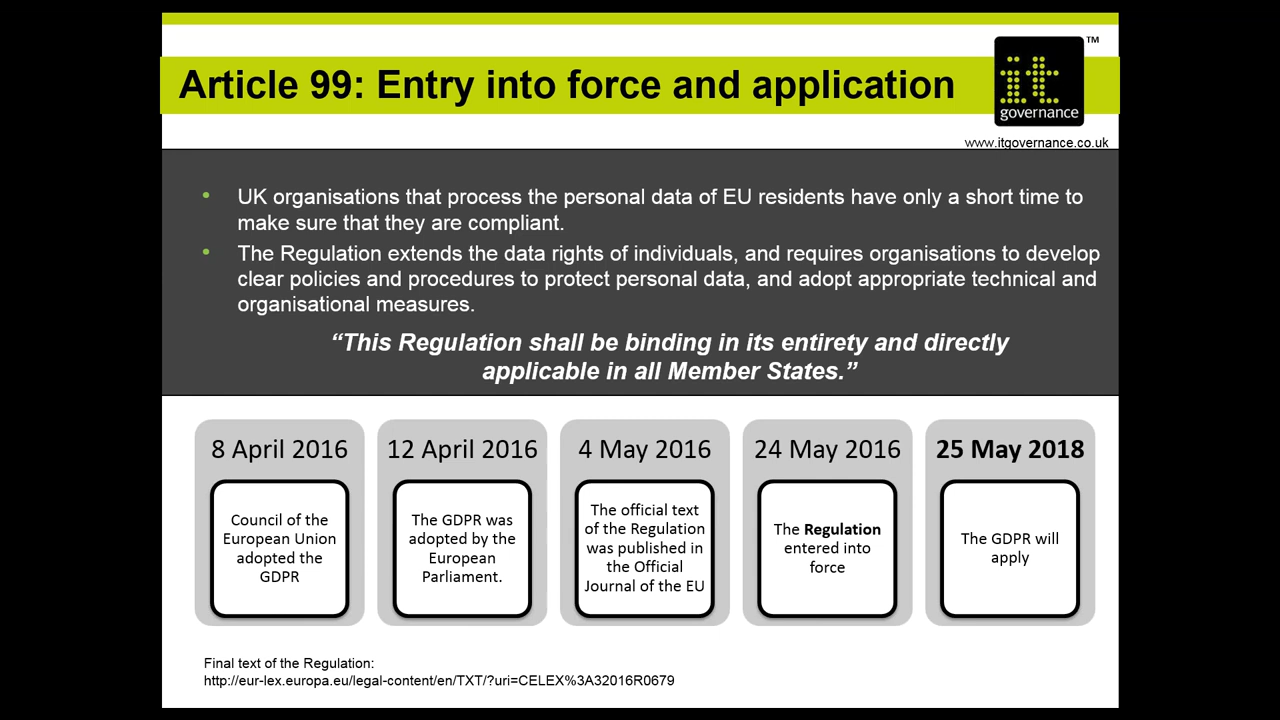 Article 99: Entry into force and application
it
governance
™
www.itgovernance.co.uk
• UK organisations that process the personal data of EU residents have only a short time to
make sure that they are compliant.
• The Regulation extends the data rights of individuals, and requires organisations to develop
clear policies and procedures to protect personal data, and adopt appropriate technical and
organisational measures.
“This Regulation shall be binding in its entirety and directly
applicable in all Member States.”
8 April 2016
Council of the
European Union
adopted the
GDPR
12 April 2016
The GDPR was
adopted by the
European
Parliament.
4 May 2016
The official text
of the Regulation
was published in
the Official
Journal of the EU
24 May 2016
The Regulation
entered into
force
25 May 2018
The GDPR will
apply
Final text of the Regulation:
http://eur-lex.europa.eu/legal-content/en/TXT/?uri=CELEX%3A32016R0679